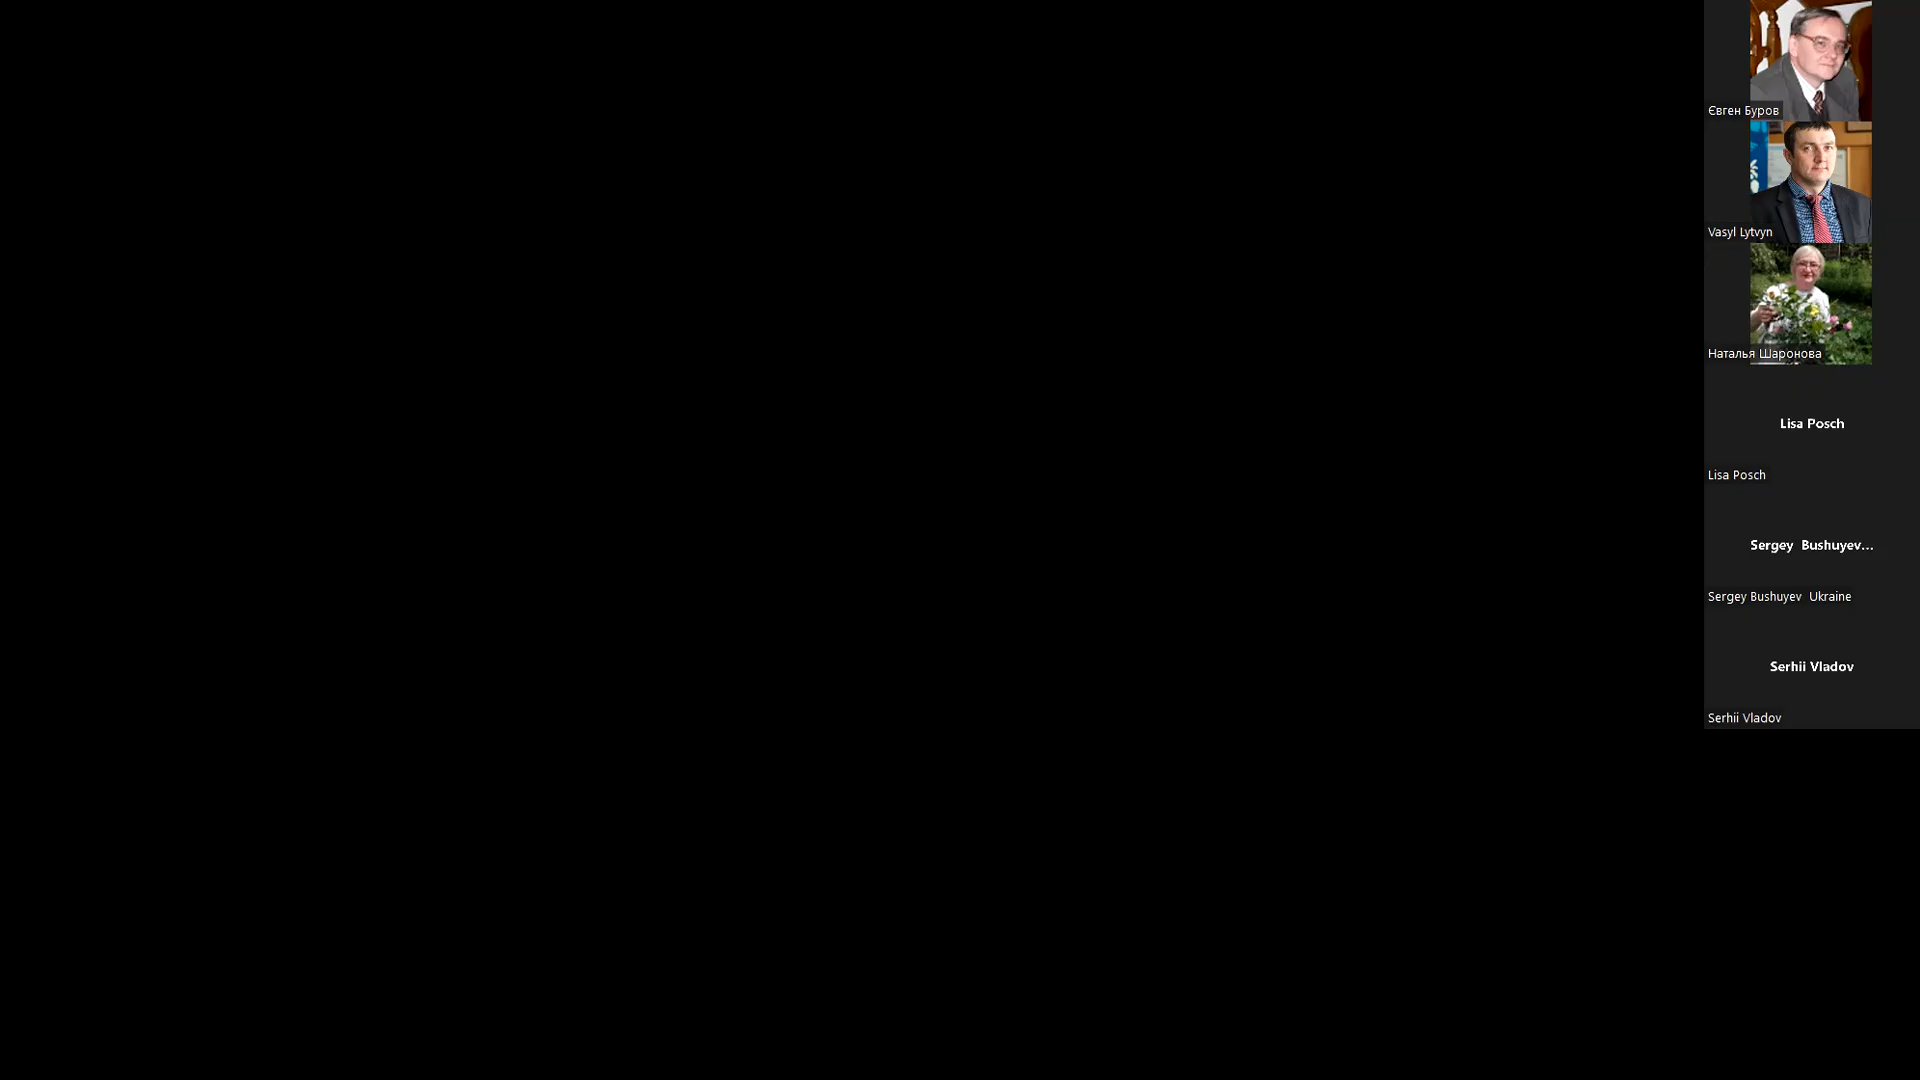 Євген Буров
Vasyl Lytvyn
Наталья Шаронова
Lisa Posch
Lisa Posch
Sergey Bushuyev...
Sergey Bushuyev Ukraine
Serhii Vladov
Serhii Vladov